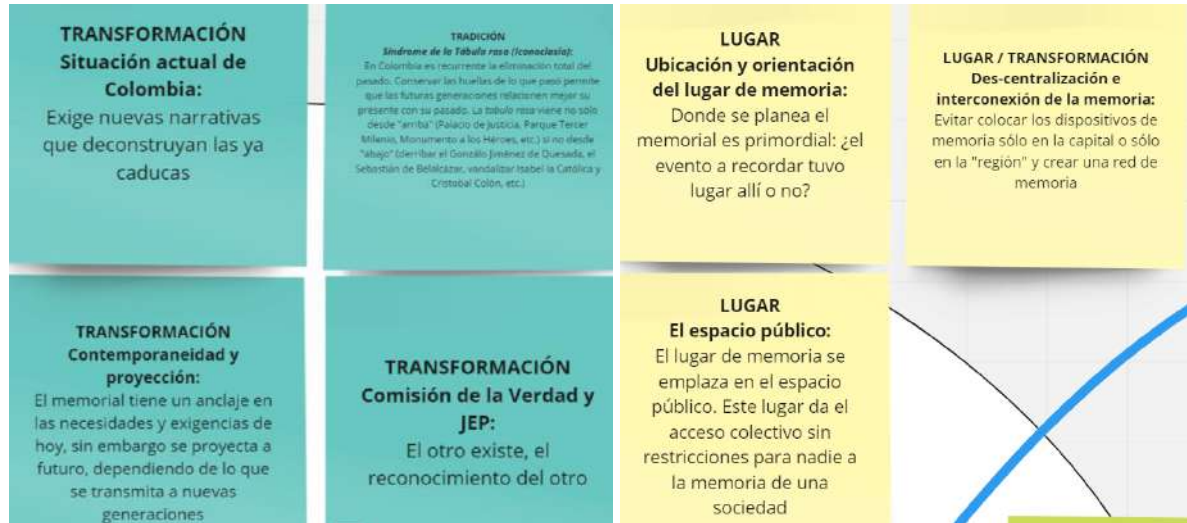 TRANSFORMACIÓN
Situación actual de
Colombia:
Exige nuevas narrativas
que deconstruyan las ya
caducas
TRADICIÓN
Síndrome de la Tábula rasa (Iconoclasia):
En Colombia es recurrente la eliminación total del
pasado. Conservar las huellas de lo que pasó permite
que las futuras generaciones relacionen mejor su
presente con su pasado. La tabula rasa viene no sólo
desde "arriba" (Palacio de Justicia, Parque Tercer
Milenio, Monumento a los Héroes, etc.) si no desde
"abajo" (derribar el Gonzálo Jiménez de Quesada, el
Sebastián de Belalcázar, vandalizar Isabel la Católica y
Cristobal Colón, etc.)
LUGAR
Ubicación y orientación
del lugar de memoria:
Donde se planea el
memorial es primordial: ¿el
evento a recordar tuvo
lugar allí o no?
LUGAR / TRANSFORMACIÓN
Des-centralización e
interconexión de la memoria:
Evitar colocar los dispositivos de
memoria sólo en la capital o sólo
en la "región" y crear una red de
memoria
TRANSFORMACIÓN
Contemporaneidad y
proyección:
El memorial tiene un anclaje en
las necesidades y exigencias de
hoy, sin embargo se proyecta a
futuro, dependiendo de lo que
se transmita a nuevas
generaciones
TRANSFORMACIÓN
Comisión de la Verdad y
JEP:
El otro existe, el
reconocimiento del otro
LUGAR
El espacio público:
El lugar de memoria se
emplaza en el espacio
público. Este lugar da el
acceso colectivo sin
restricciones para nadie a
la memoria de una
sociedad